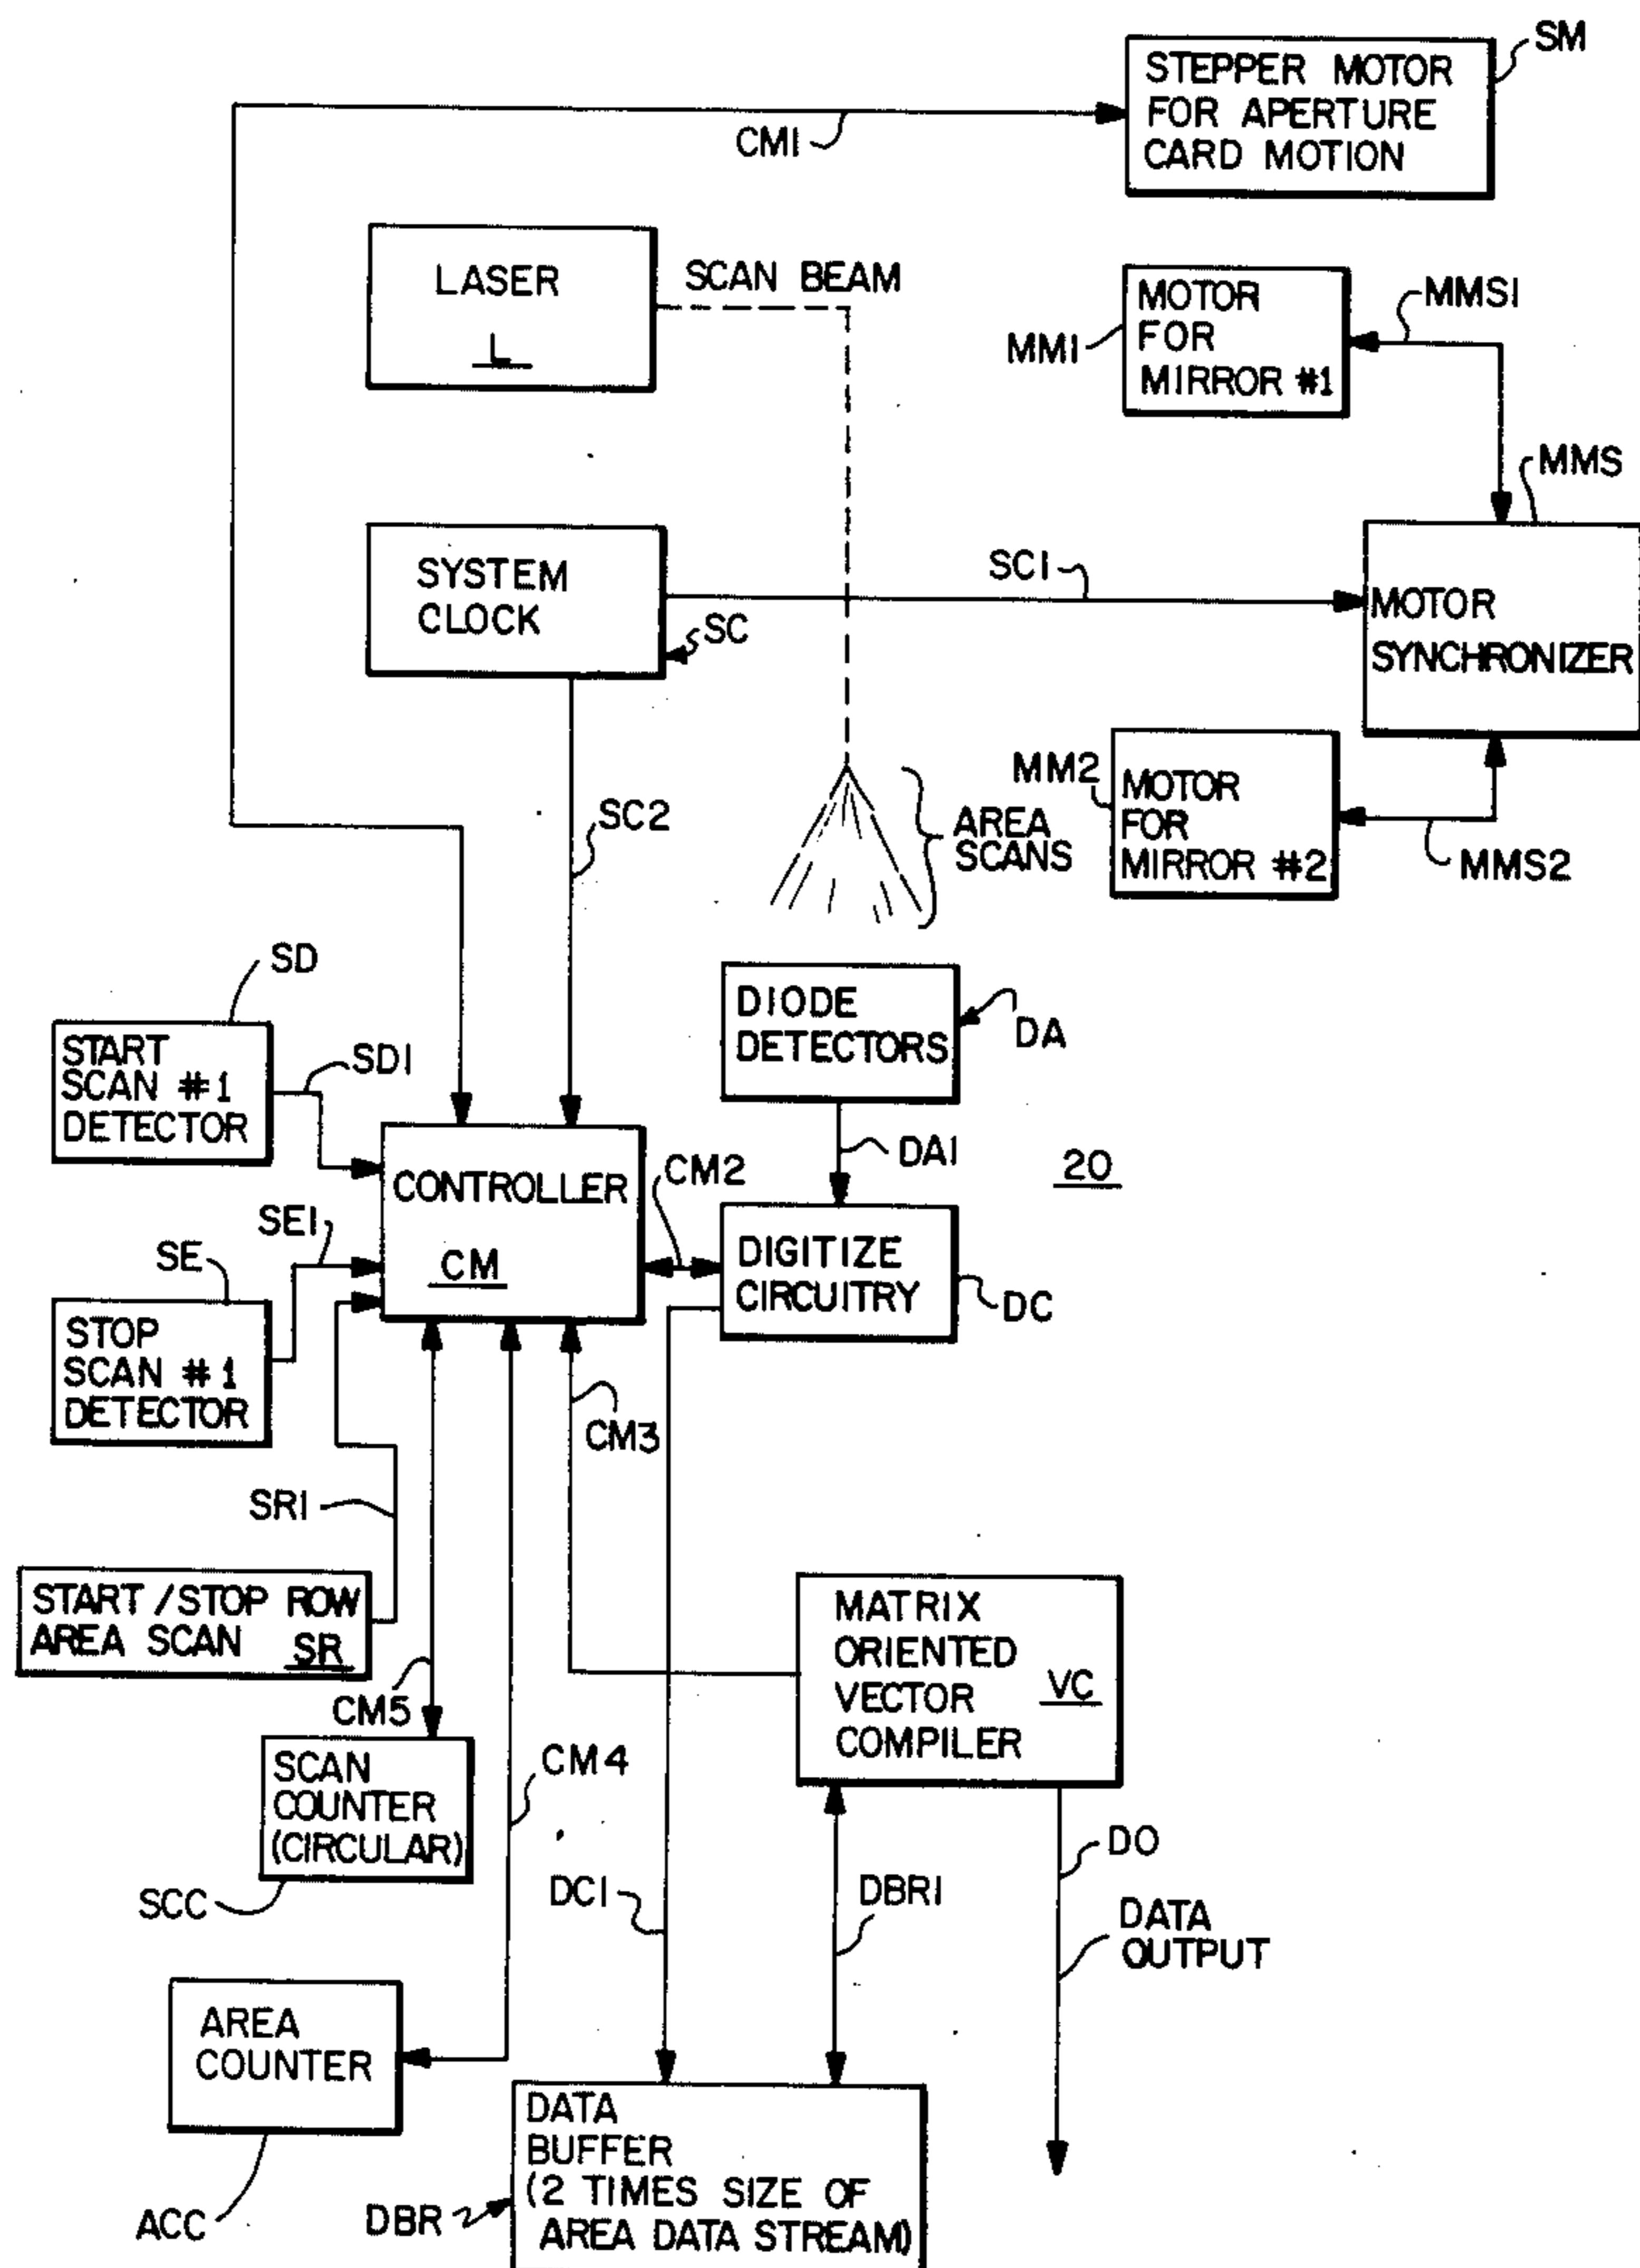 SM
STEPPER MOTOR
FOR APERTURE
CARD MOTION
CM1
LASER
L
SCAN BEAM
MOTOR
FOR
MIRROR #1
MM1
MMS1
MMS
SYSTEM
CLOCK
SC
SC1
MOTOR
SYNCHRONIZER
SC2
MM2
MOTOR
FOR
MIRROR #2
MMS2
AREA
SCANS
SD
START
SCAN #1
DETECTOR
SD1
DIODE
DETECTORS
DA
DA1
CONTROLLER
CM
CM2
20
SE1
SE
STOP
SCAN #1
DETECTOR
DIGITIZE
CIRCUITRY
DC
CM3
SR1
START/STOP ROW
AREA SCAN SR
MATRIX
ORIENTED
VECTOR
COMPILER
VC
CM5
SCAN
COUNTER
(CIRCULAR)
SCC
CM4
DC1
DBR1
DO
DATA
OUTPUT
AREA
COUNTER
ACC
DATA
BUFFER
(2 TIMES SIZE OF
AREA DATA STREAM)
DBR